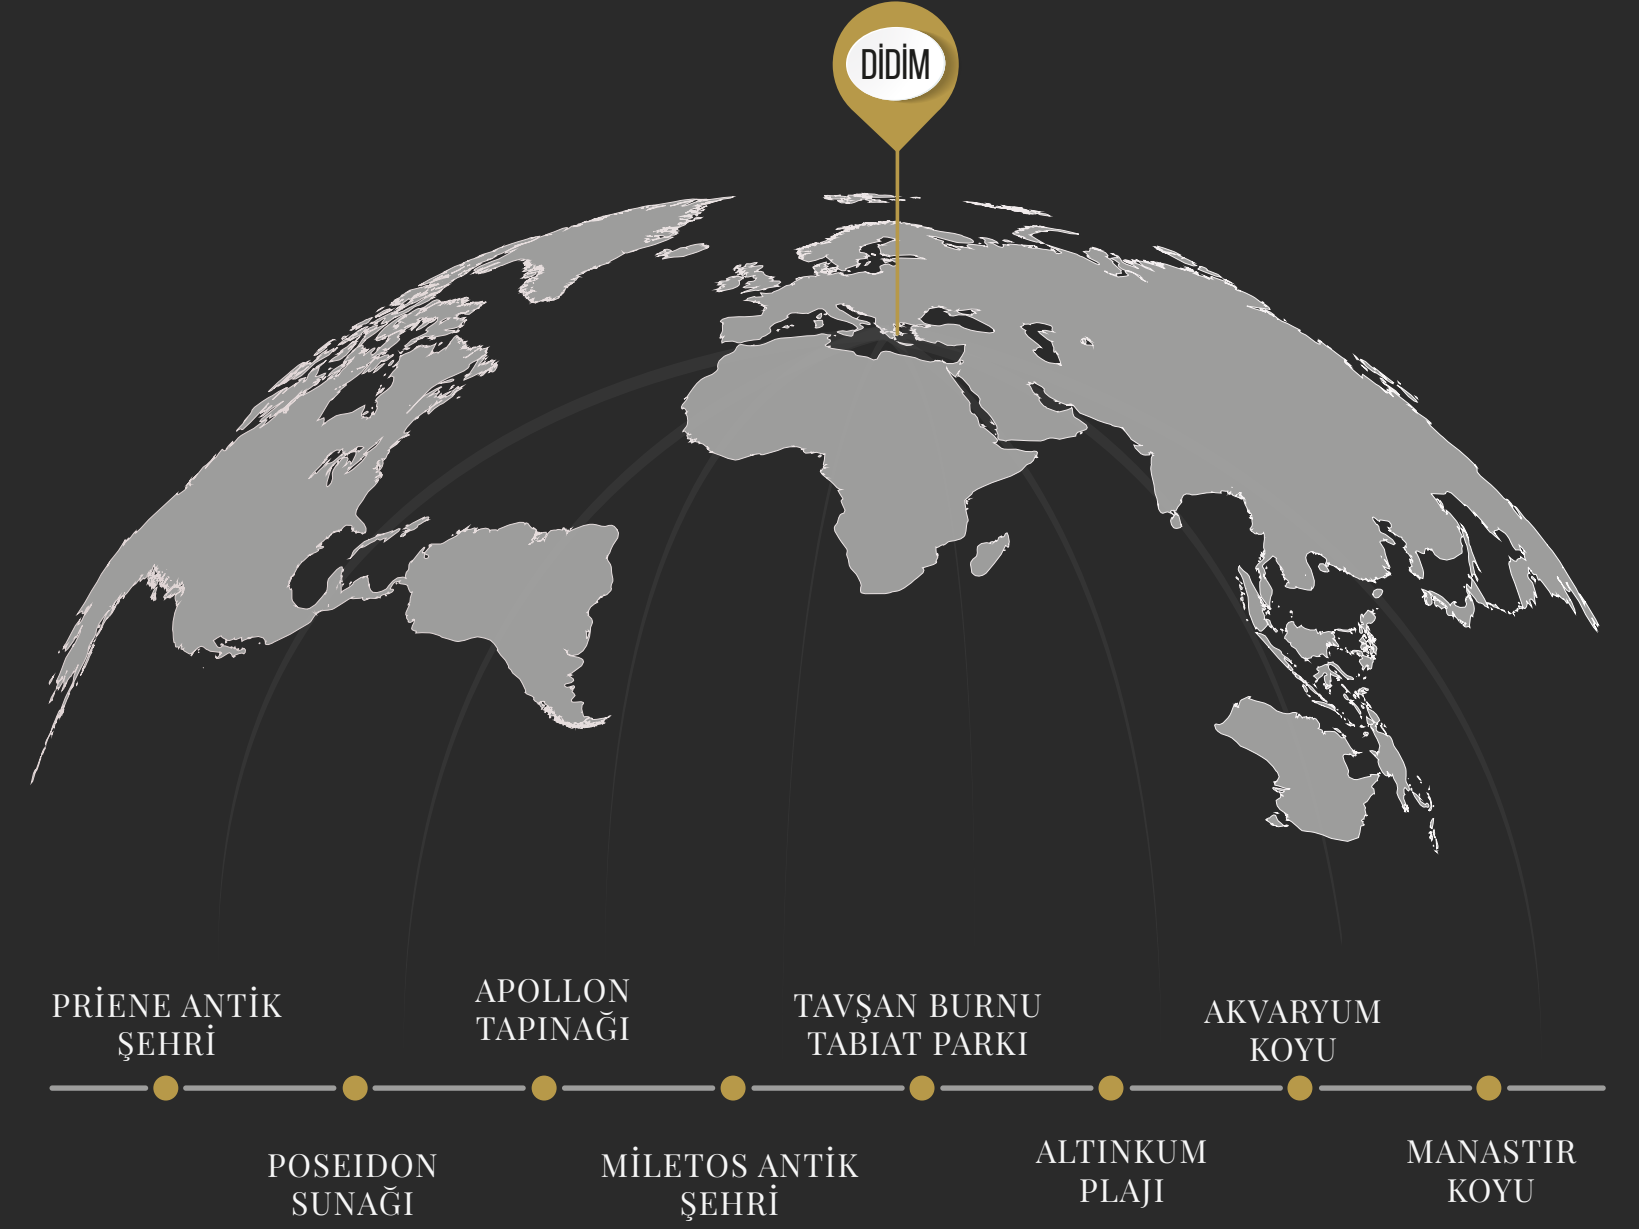 DİDİM
PRİENE ANTİK
ŞEHRİ
POSEIDON
SUNAĞI
APOLLON
TAPINAĞI
MİLETOS ANTİK
ŞEHRİ
TAVŞAN BURNU
TABIAT PARKI
ALTINKUM
PLAJI
AKVARYUM
KOYU
MANASTIR
KOYU